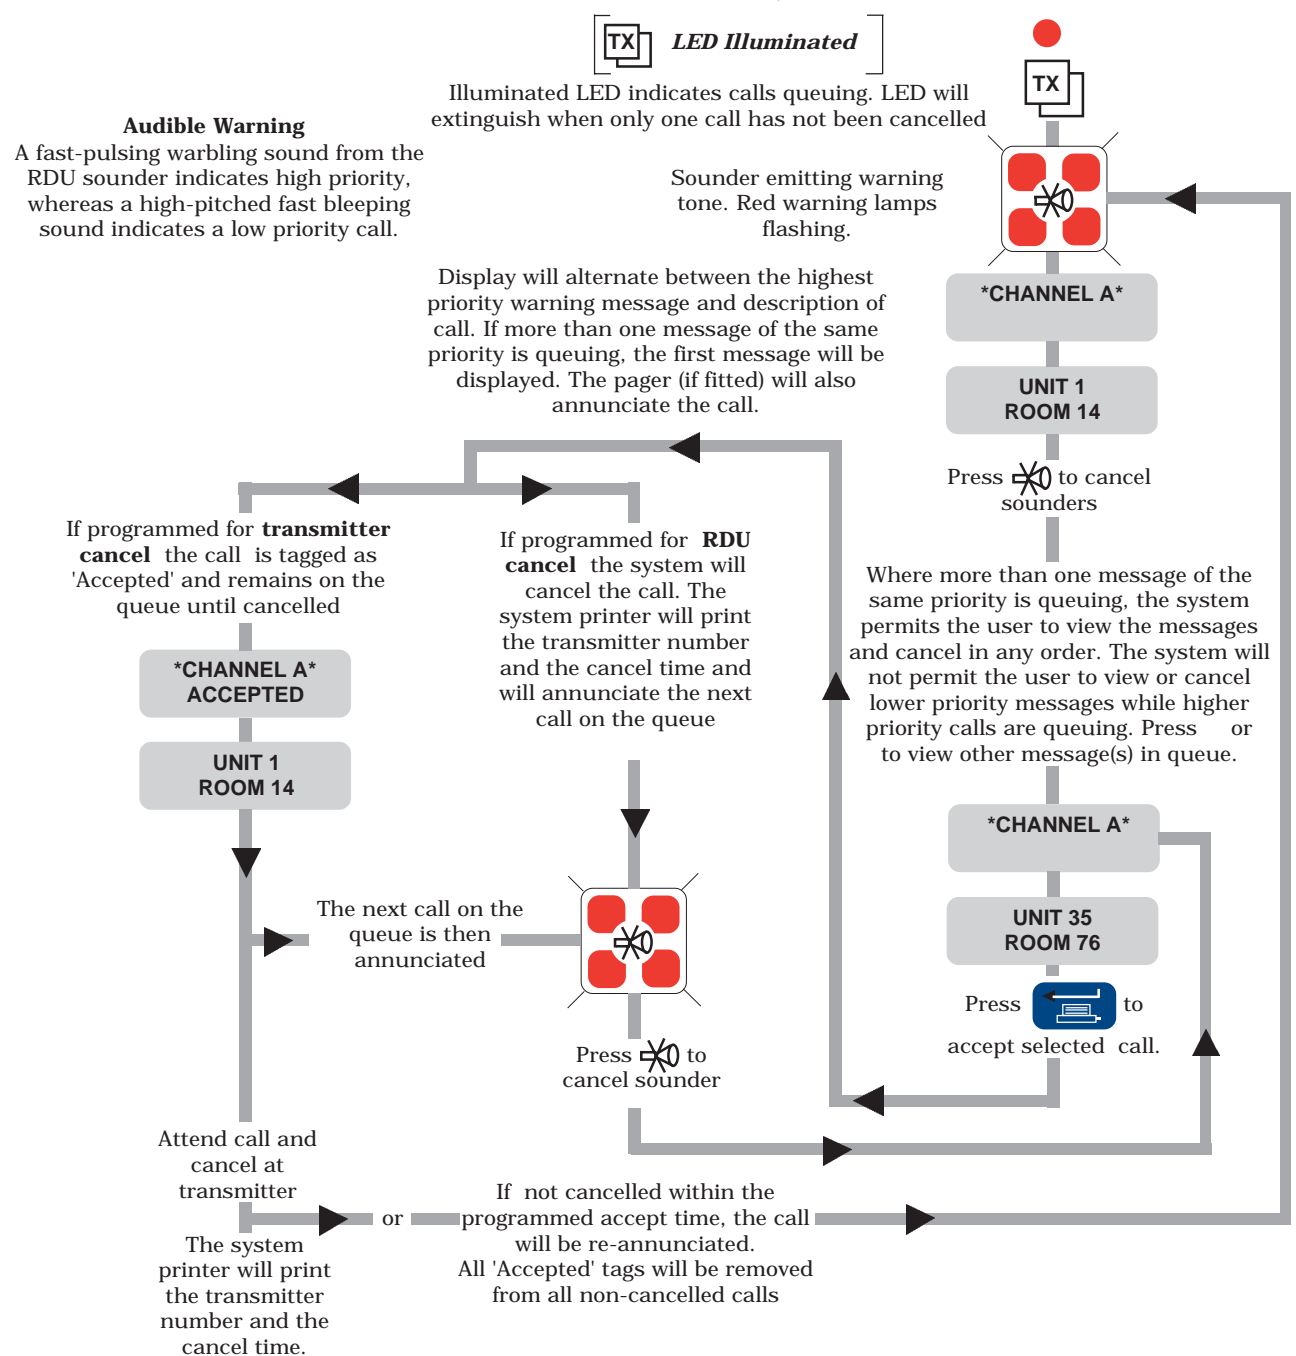 TX LED Illuminated
Illuminated LED indicates calls queuing. LED will
extinguish when only one call has not been cancelled
TX
Audible Warning
A fast-pulsing warbling sound from the
RDU sounder indicates high priority,
whereas a high-pitched fast bleeping
sound indicates a low priority call.
Sounder emitting warning
tone. Red warning lamps
flashing.
Display will alternate between the highest
priority warning message and description of
call. If more than one message of the same
priority is queuing, the first message will be
displayed. The pager (if fitted) will also
annunciate the call.
*CHANNEL A*
UNIT 1
ROOM 14
Press to cancel
sounders
Where more than one message of the
same priority is queuing, the system
permits the user to view the messages
and cancel in any order. The system will
not permit the user to view or cancel
lower priority messages while higher
priority calls are queuing. Press or
to view other message(s) in queue.
*CHANNEL A*
UNIT 35
ROOM 76
Press to
accept selected call.
If programmed for transmitter
cancel the call is tagged as
'Accepted' and remains on the
queue until cancelled
*CHANNEL A*
ACCEPTED
UNIT 1
ROOM 14
If programmed for RDU
cancel the system will
cancel the call. The
system printer will print
the transmitter number
and the cancel time and
will annunciate the next
call on the queue
The next call on the
queue is then
annunciated
Press to
cancel sounder
Attend call and
cancel at
transmitter
or
If not cancelled within the
programmed accept time, the call
will be re-annunciated.
All 'Accepted' tags will be removed
from all non-cancelled calls
The system
printer will print
the transmitter
number and the
cancel time.